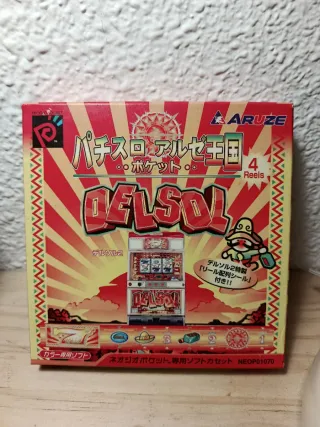 ARUZE
パチスロ アルゼ王国
・・ポケット・・
4
Reels
DELSOL
デルソル2
DELSOL
デルソル2特製
「リール配列シール」
付き!!
カラー専用ソフト
ネオジオポケット専用ソフトカセット NEOP01070